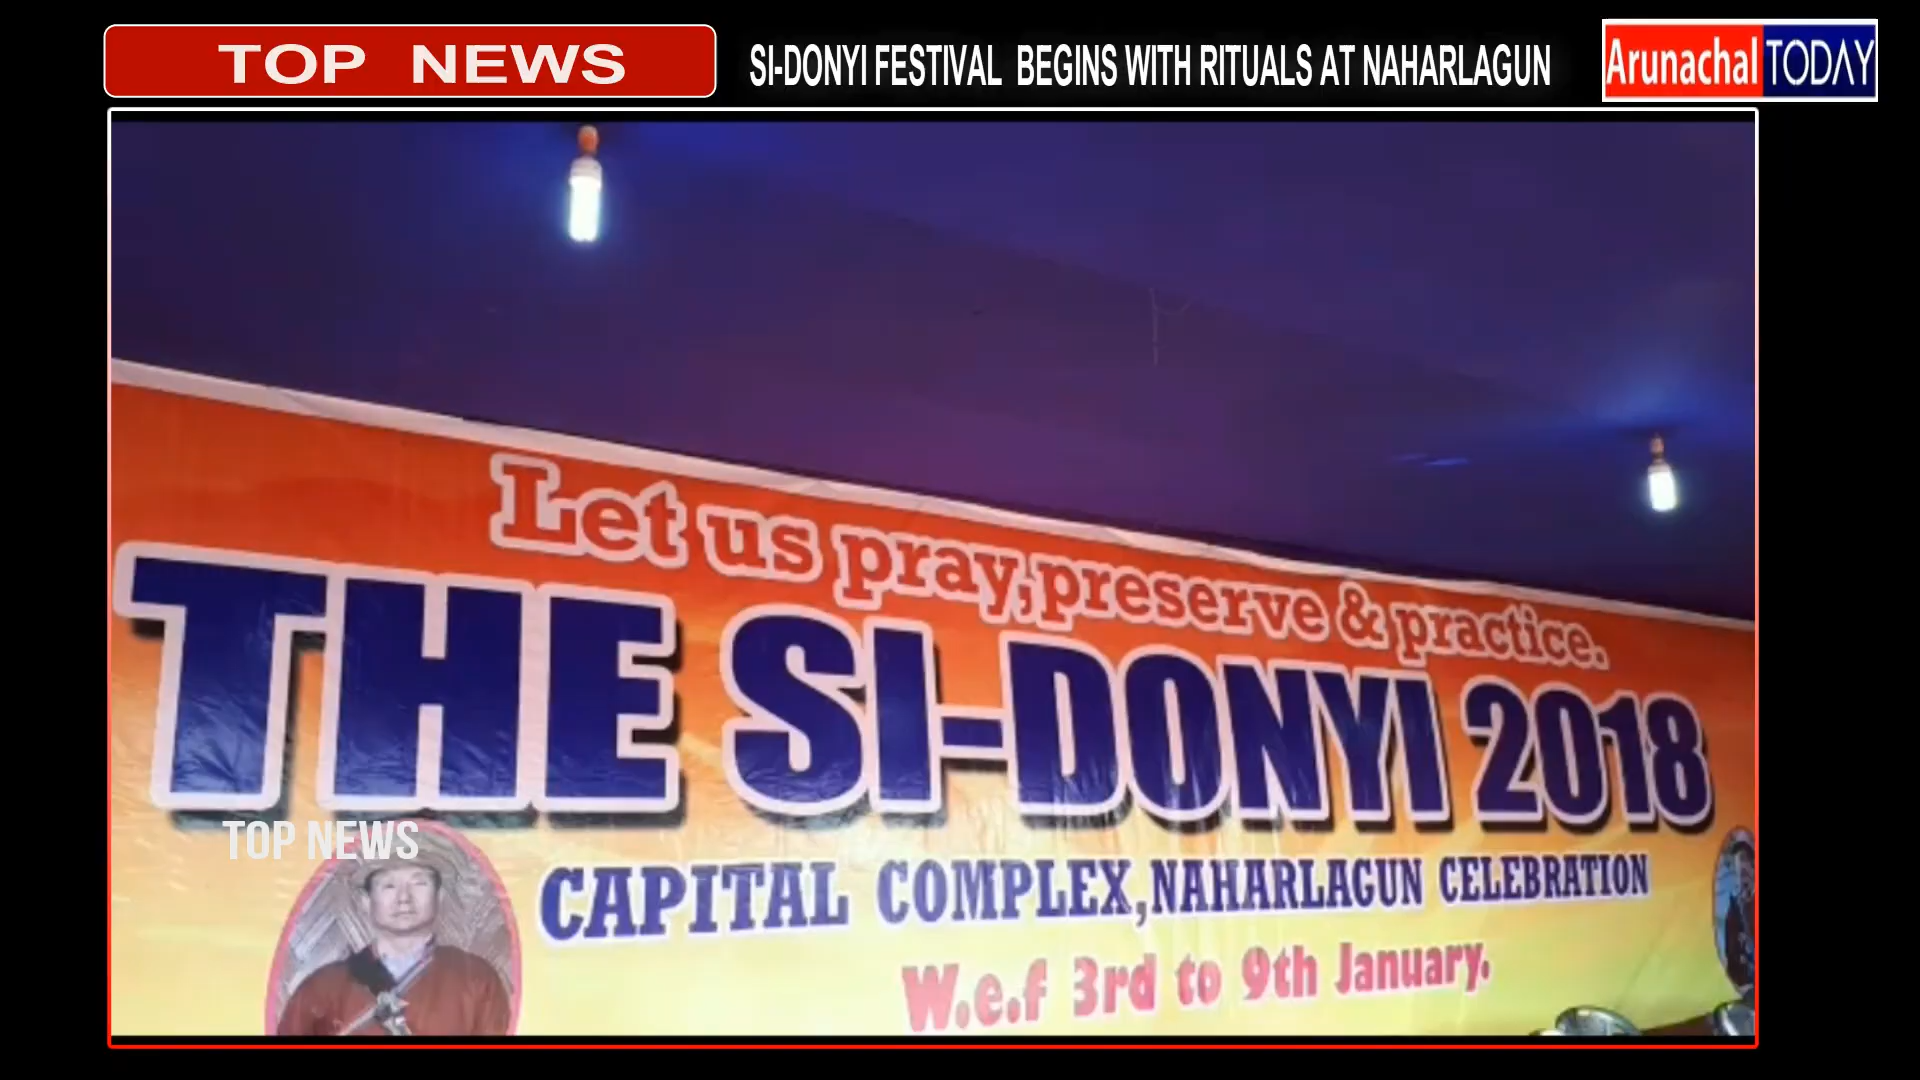 TOP NEWS
SI-DONYI FESTIVAL BEGINS WITH RITUALS AT NAHARLAGUN
Arunachal TODAY
Let us pray,preserve & practice.
THE SI-DONYI 2018
TOP NEWS
CAPITAL COMPLEX,NAHARLAGUN CELEBRATION
W.e.f 3rd to 9th January.